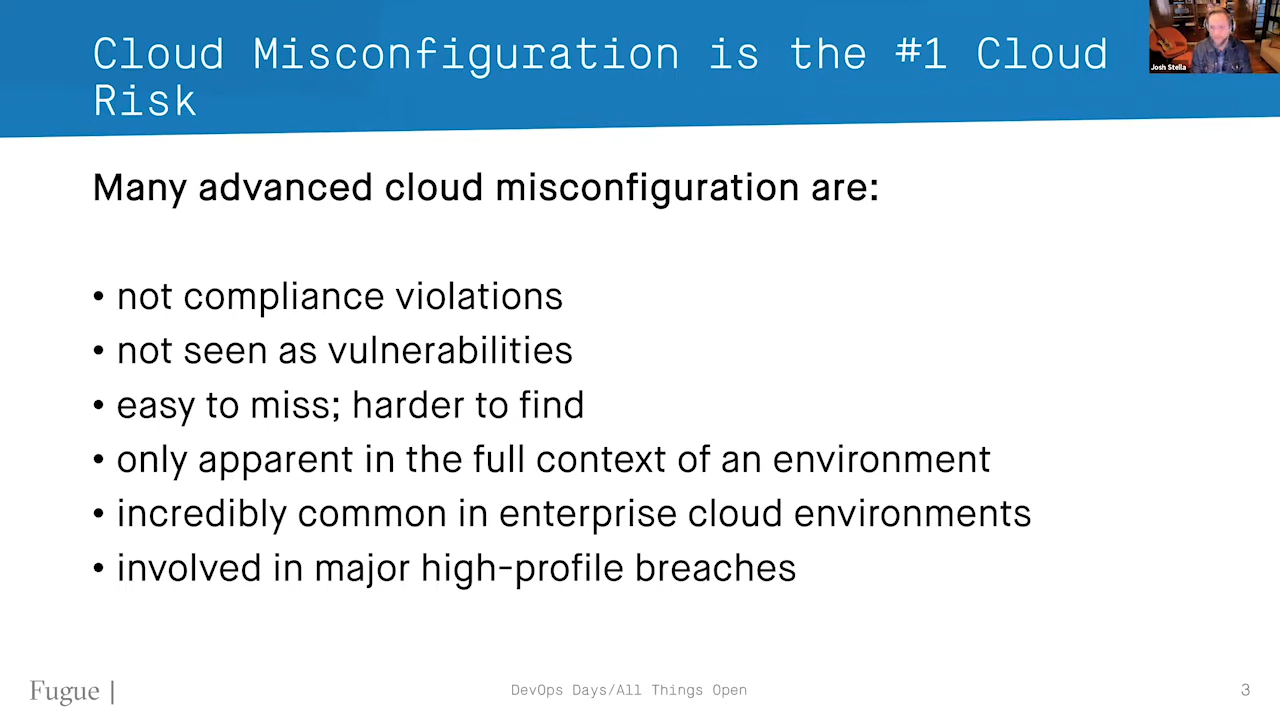 Cloud Misconfiguration is the #1 Cloud
Risk
Josh Stella
Many advanced cloud misconfiguration are:
• not compliance violations
• not seen as vulnerabilities
• easy to miss; harder to find
• only apparent in the full context of an environment
• incredibly common in enterprise cloud environments
• involved in major high-profile breaches
Fugue |
DevOps Days/All Things Open
3